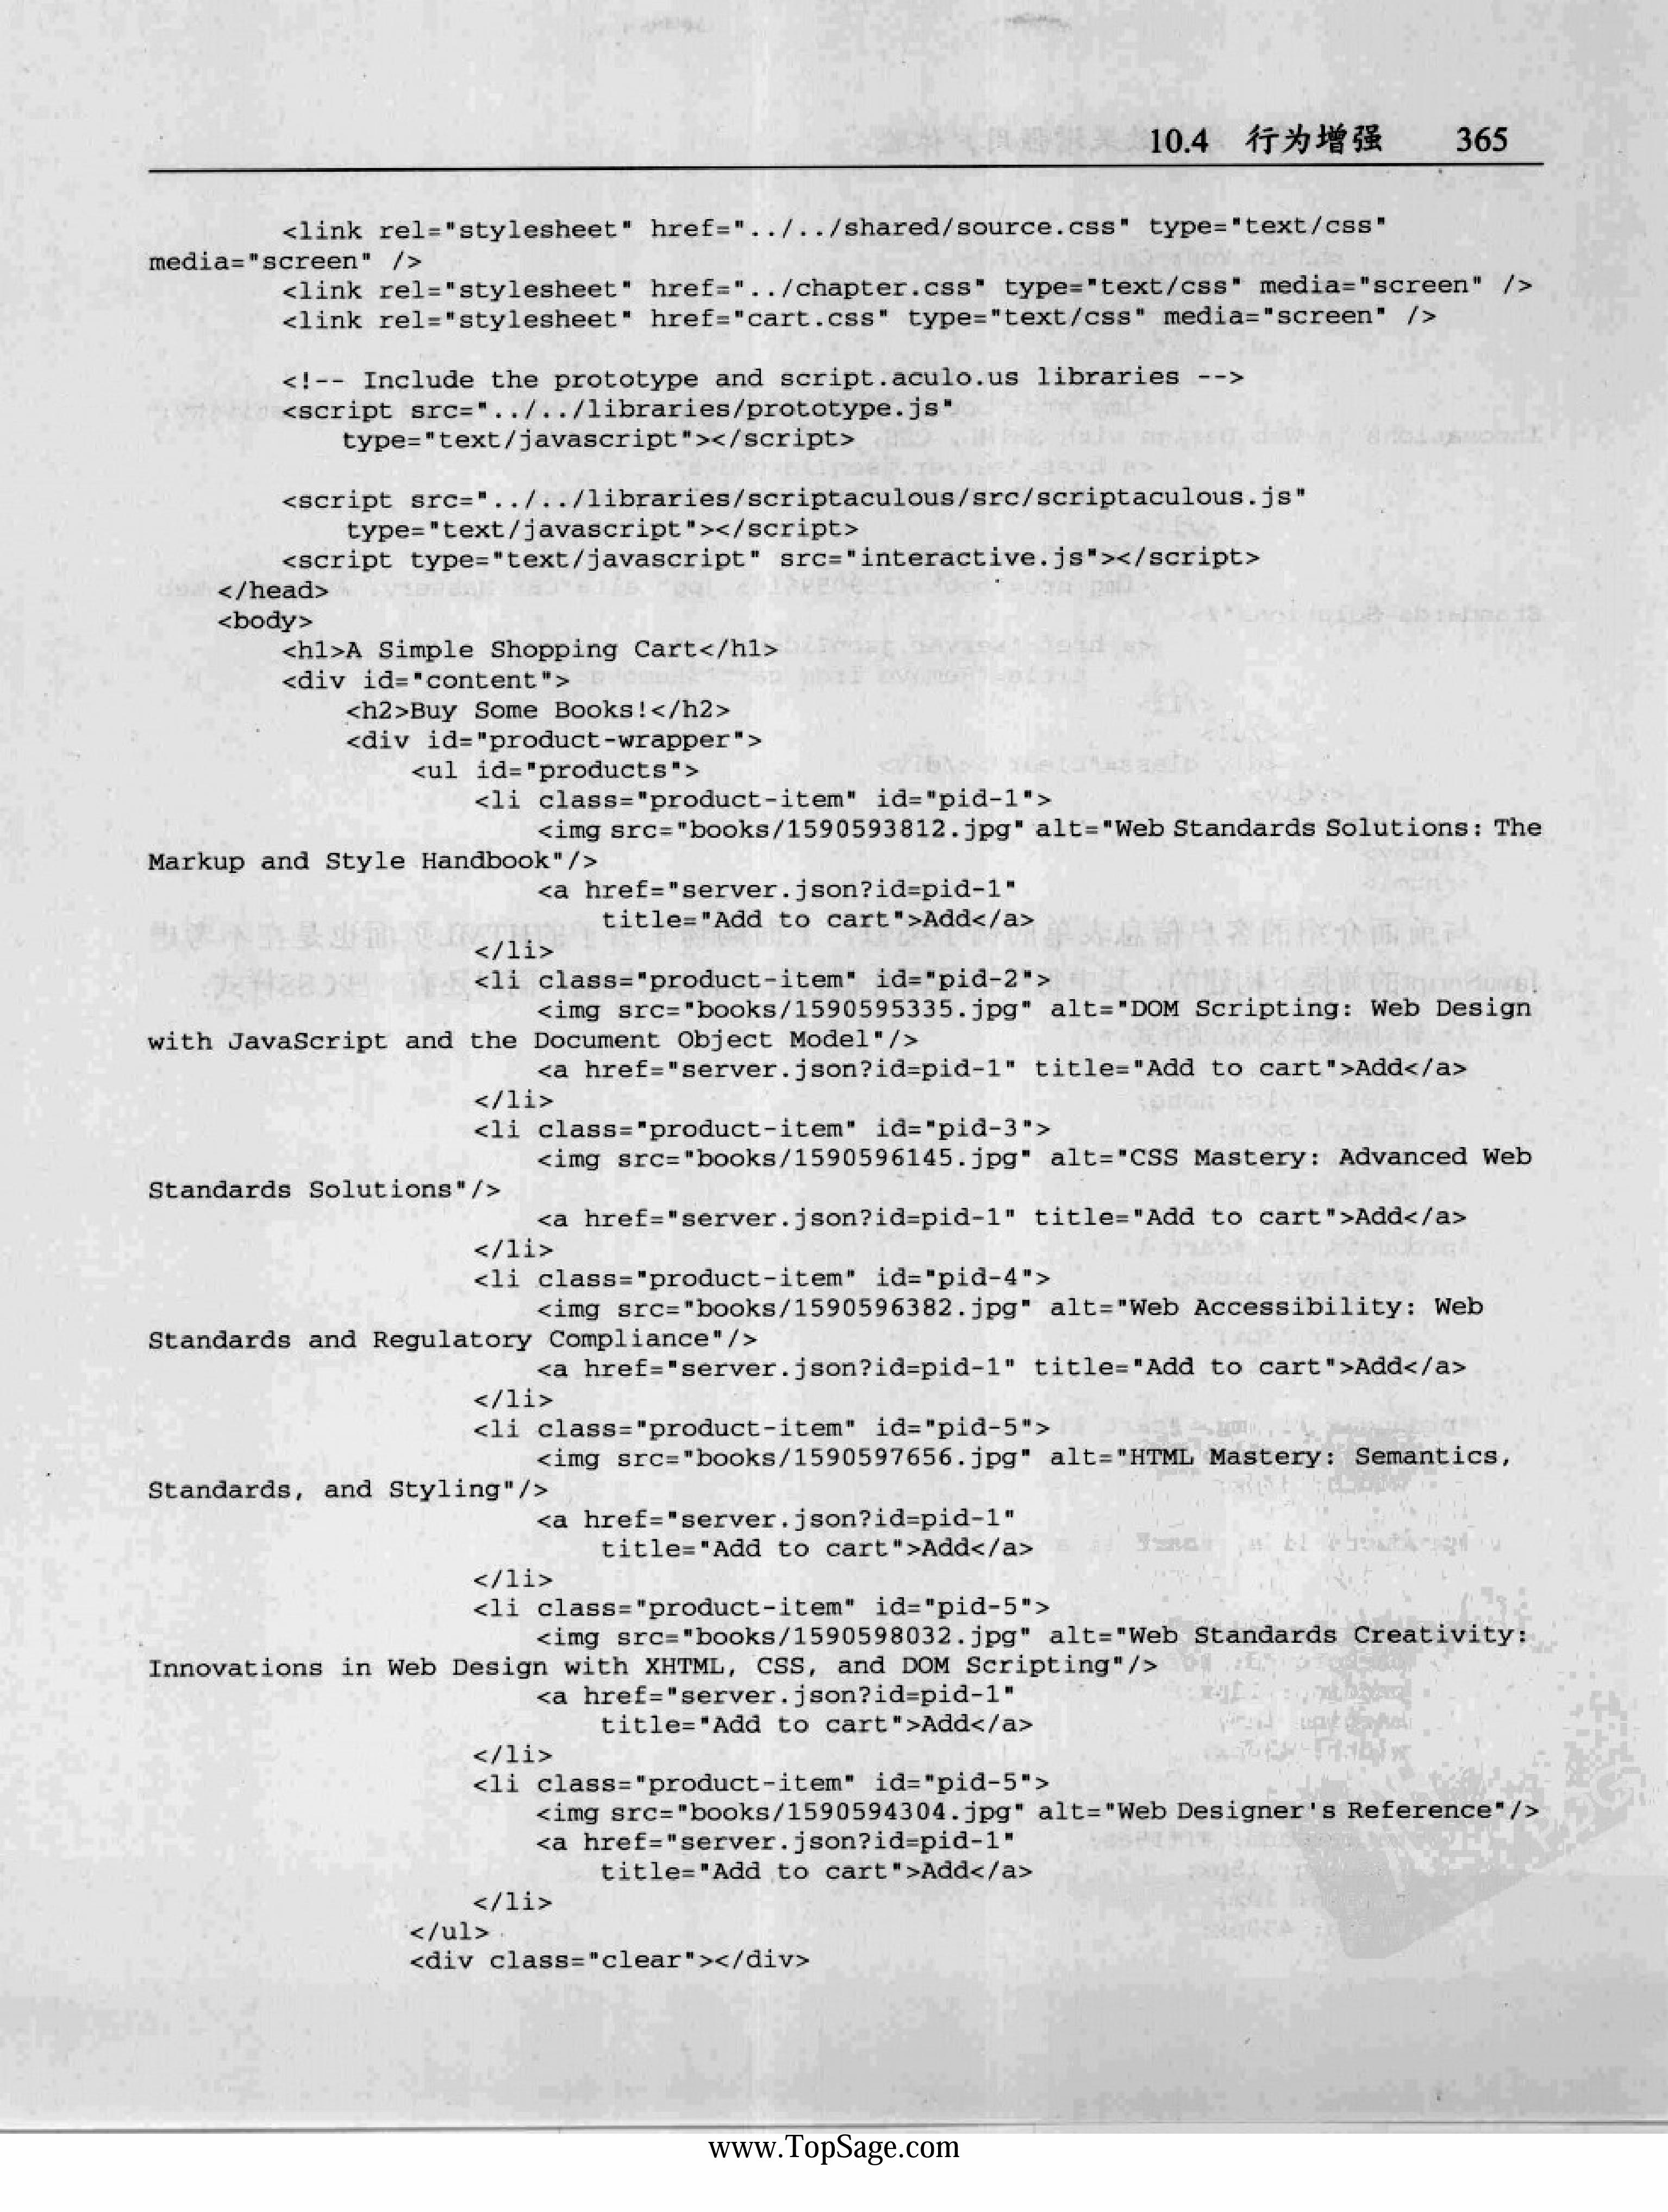 10.4 行为增强 365
<link rel="stylesheet" href="../../shared/source.css" type="text/css"
media="screen" />
<link rel="stylesheet" href="../chapter.css" type="text/css" media="screen" />
<link rel="stylesheet" href="cart.css" type="text/css" media="screen" />
<!-- Include the prototype and script.aculo.us libraries -->
<script src="../../libraries/prototype.js"
type="text/javascript"></script>
<script src="../../libraries/scriptaculous/src/scriptaculous.js"
type="text/javascript"></script>
<script type="text/javascript" src="interactive.js"></script>
</head>
<body>
<h1>A Simple Shopping Cart</h1>
<div id="content">
<h2>Buy Some Books!</h2>
<div id="product-wrapper">
<ul id="products">
<li class="product-item" id="pid-1">
<img src="books/1590593812.jpg" alt="Web Standards Solutions: The
Markup and Style Handbook"/>
<a href="server.json?id=pid-1"
title="Add to cart">Add</a>
</li>
<li class="product-item" id="pid-2">
<img src="books/1590595335.jpg" alt="DOM Scripting: Web Design
with JavaScript and the Document Object Model"/>
<a href="server.json?id=pid-1" title="Add to cart">Add</a>
</li>
<li class="product-item" id="pid-3">
<img src="books/1590596145.jpg" alt="CSS Mastery: Advanced Web
Standards Solutions"/>
<a href="server.json?id=pid-1" title="Add to cart">Add</a>
</li>
<li class="product-item" id="pid-4">
<img src="books/1590596382.jpg" alt="Web Accessibility: Web
Standards and Regulatory Compliance"/>
<a href="server.json?id=pid-1" title="Add to cart">Add</a>
</li>
<li class="product-item" id="pid-5">
<img src="books/1590597656.jpg" alt="HTML Mastery: Semantics,
Standards, and Styling"/>
<a href="server.json?id=pid-1"
title="Add to cart">Add</a>
</li>
<li class="product-item" id="pid-5">
<img src="books/1590598032.jpg" alt="Web Standards Creativity:
Innovations in Web Design with XHTML, CSS, and DOM Scripting"/>
<a href="server.json?id=pid-1"
title="Add to cart">Add</a>
</li>
<li class="product-item" id="pid-5">
<img src="books/1590594304.jpg" alt="Web Designer's Reference"/>
<a href="server.json?id=pid-1"
title="Add to cart">Add</a>
</li>
</ul>
<div class="clear"></div>
www.TopSage.com